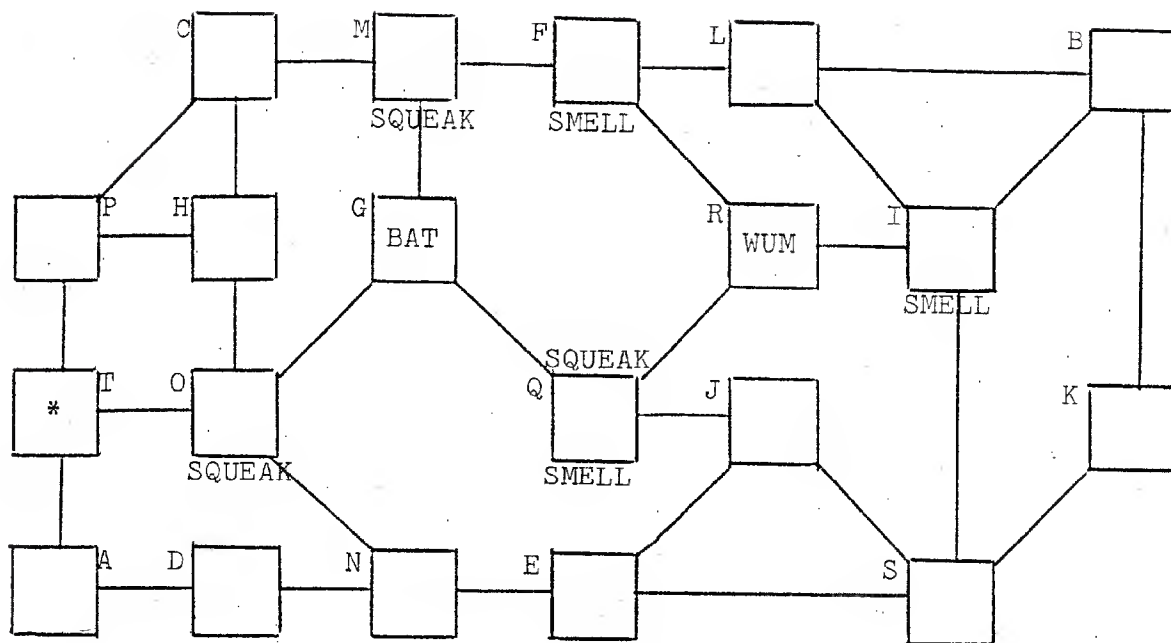 C M F L B
SQUEAK SMELL
P H G BAT R WUM I
SMELL
SQUEAK
T * O Q J K
SQUEAK SMELL
A D N E S